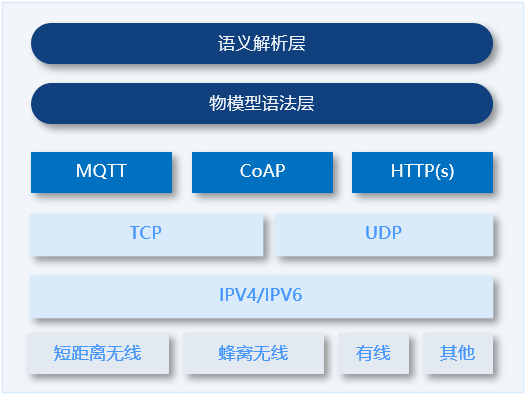 语义解析层
物模型语法层
MQTT CoAP HTTP(s)
TCP UDP
IPV4/IPV6
短距离无线 蜂窝无线 有线 其他